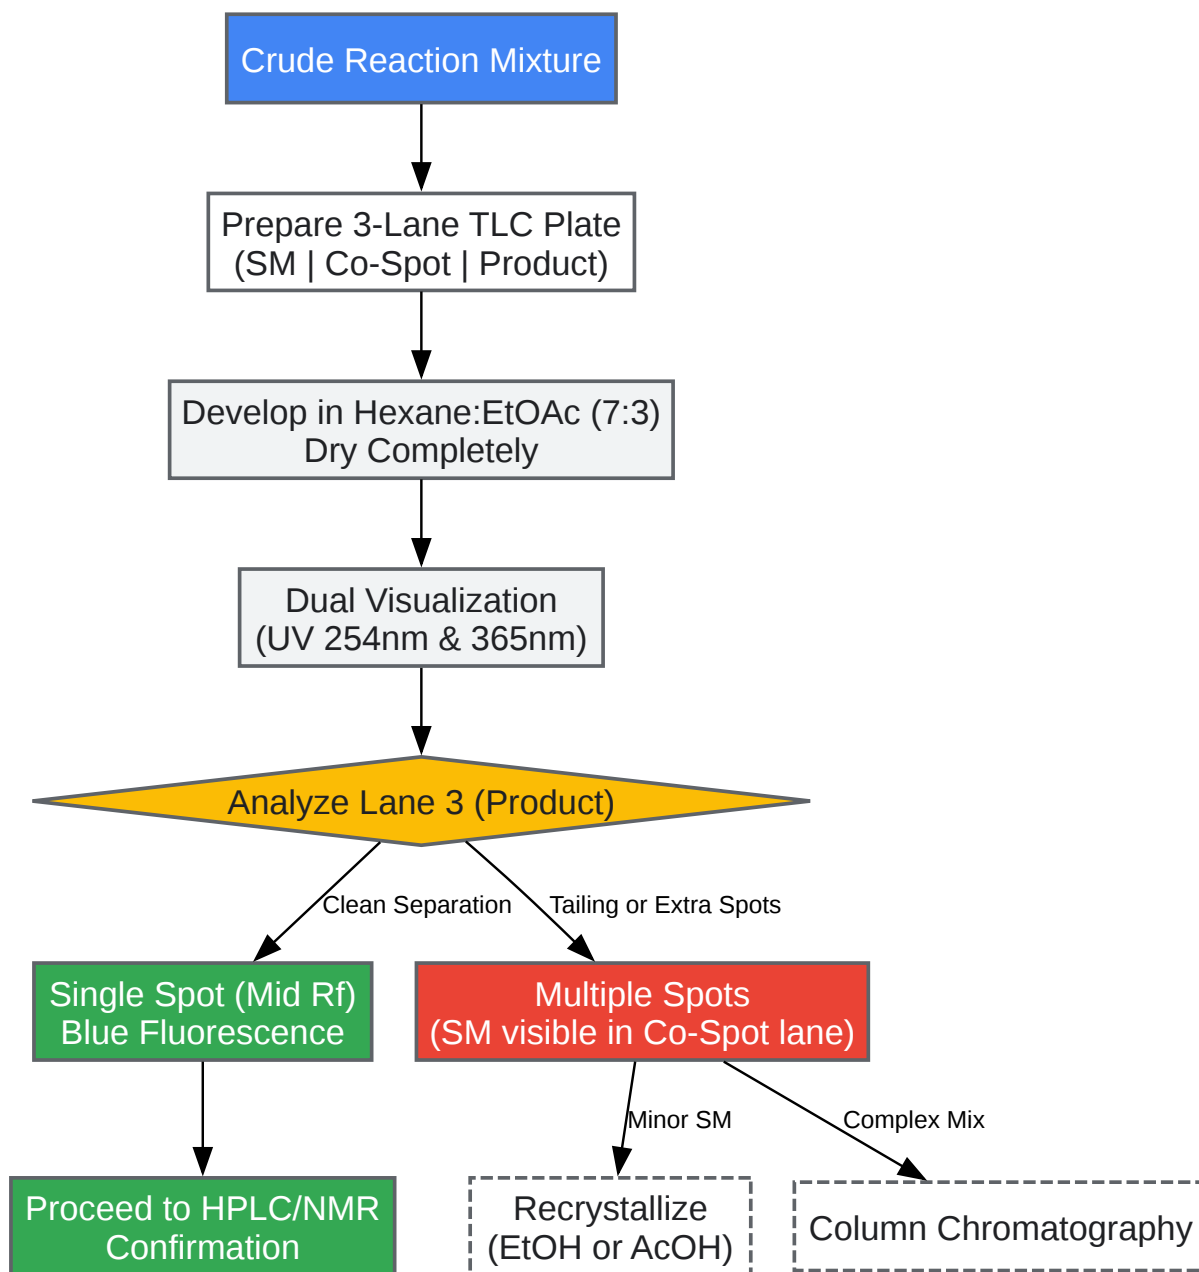 Crude Reaction Mixture
Prepare 3-Lane TLC Plate
(SM | Co-Spot | Product)
Develop in Hexane:EtOAc (7:3)
Dry Completely
Dual Visualization
(UV 254nm & 365nm)
Analyze Lane 3 (Product)
Clean Separation
Tailing or Extra Spots
Single Spot (Mid Rf)
Blue Fluorescence
Multiple Spots
(SM visible in Co-Spot lane)
Minor SM
Complex Mix
Proceed to HPLC/NMR
Confirmation
Recrystallize
(EtOH or AcOH)
Column Chromatography